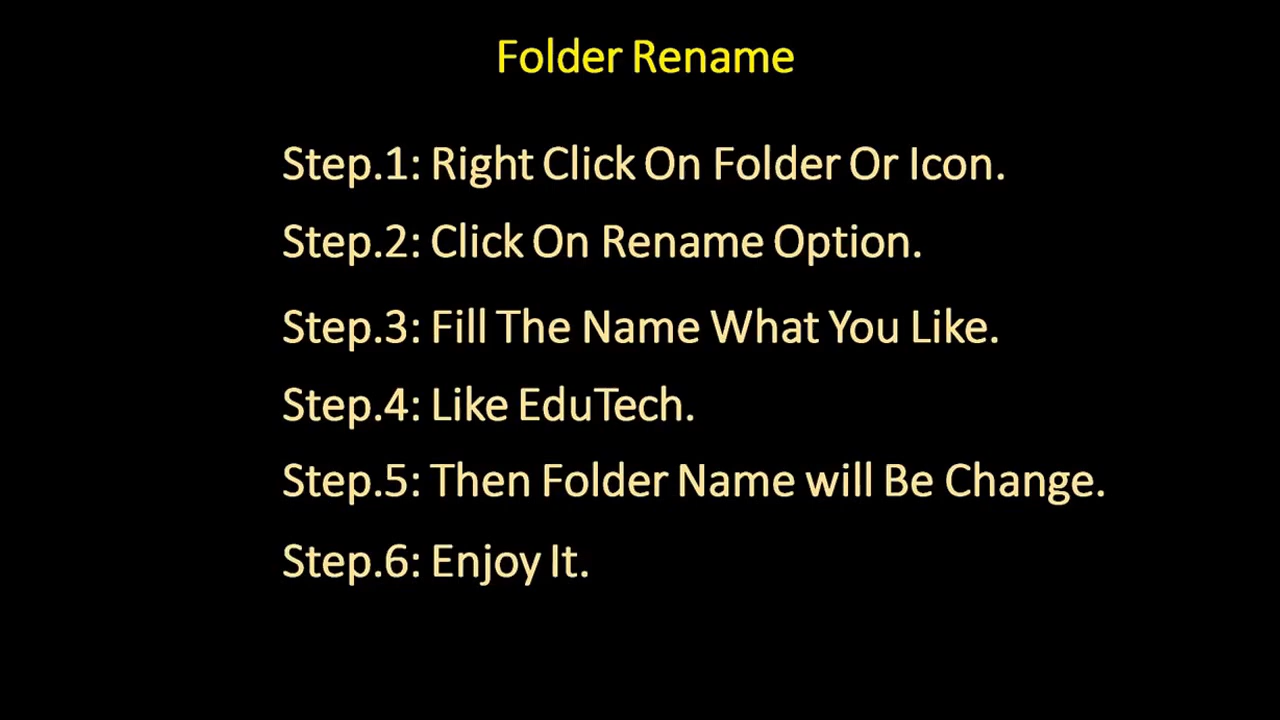 Folder Rename
Step.1: Right Click On Folder Or Icon.
Step.2: Click On Rename Option.
Step.3: Fill The Name What You Like.
Step.4: Like EduTech.
Step.5: Then Folder Name will Be Change.
Step.6: Enjoy It.